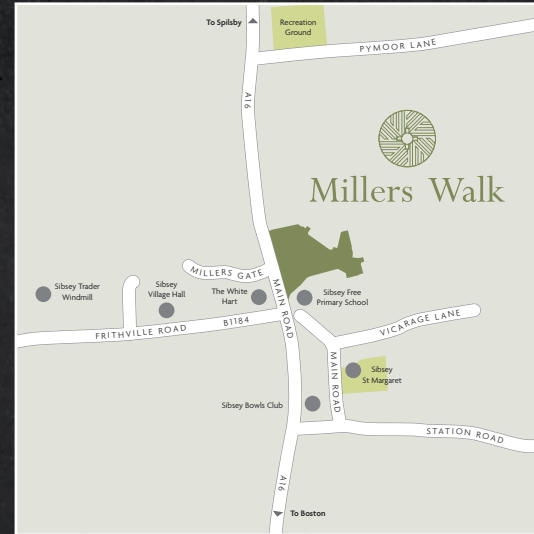 To Spilsby
Recreation
Ground
PYMOOR LANE
A16
Millers Walk
MILLERS GATE
Sibsey Trader
Windmill
Sibsey
Village Hall
The White
Hart
MAIN ROAD
Sibsey Free
Primary School
FRITHVILLE ROAD
B1184
VICARAGE LANE
MAIN ROAD
Sibsey
St Margaret
Sibsey Bowls Club
STATION ROAD
A16
To Boston